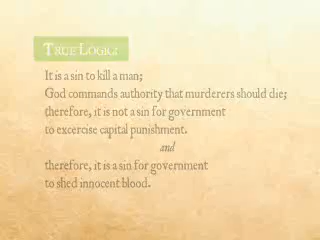 TRUE LOGIC:
It is a sin to kill a man;
God commands authority that murderers should die;
therefore, it is not a sin for government
to excercise capital punishment.
and
therefore, it is a sin for government
to shed innocent blood.